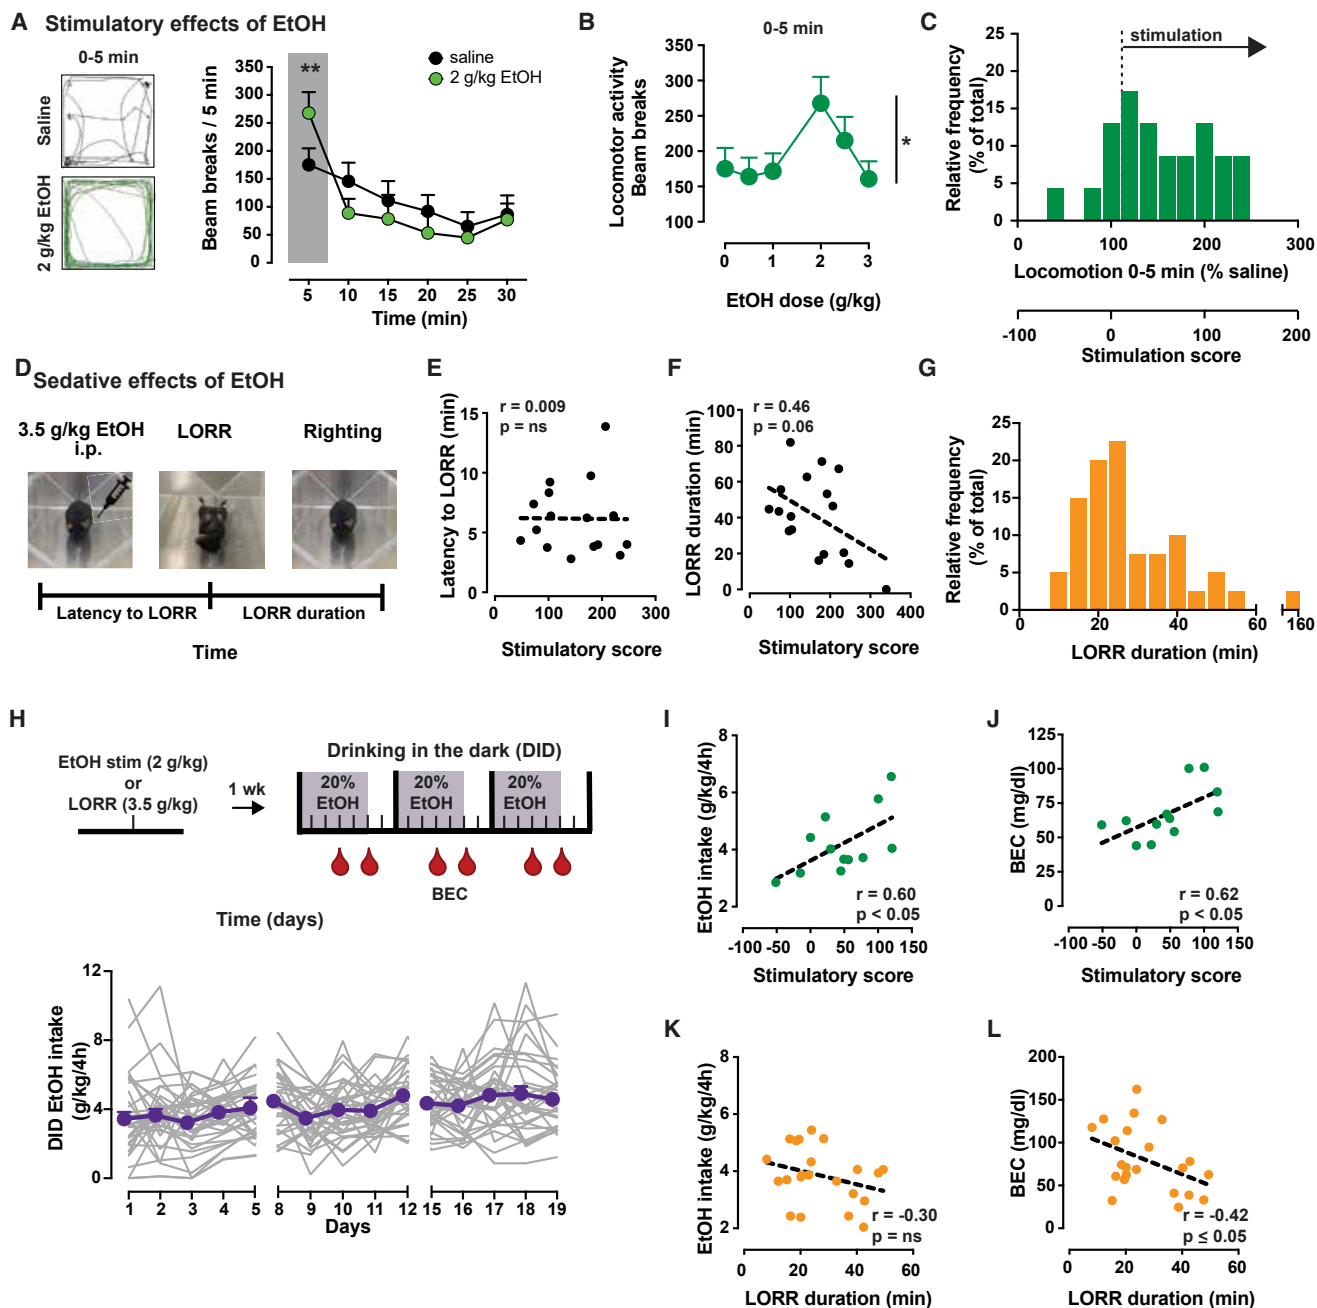 A Stimulatory effects of EtOH
0-5 min
Saline
2 g/kg EtOH
Beam breaks / 5 min
350
300
250
200
150
100
50
0
**
saline
2 g/kg EtOH
5 10 15 20 25 30
Time (min)
B
0-5 min
Locomotor activity
Beam breaks
350
300
250
200
150
100
*
0 1 2 3
EtOH dose (g/kg)
C
stimulation
Relative frequency
(% of total)
25
20
15
10
5
0
0 100 200 300
Locomotion 0-5 min (% saline)
-100 0 100 200
Stimulation score
D Sedative effects of EtOH
3.5 g/kg EtOH
i.p.
LORR
Righting
Latency to LORR
LORR duration
Time
E
r = 0.009
p = ns
Latency to LORR (min)
15
10
5
0
0 100 200 300
Stimulatory score
F
r = 0.46
p = 0.06
LORR duration (min)
100
80
60
40
20
0
0 100 200 300 400
Stimulatory score
G
Relative frequency
(% of total)
25
20
15
10
5
0
0 20 40 60 160
LORR duration (min)
H
EtOH stim (2 g/kg)
or
LORR (3.5 g/kg)
1 wk
Drinking in the dark (DID)
20%
EtOH
20%
EtOH
20%
EtOH
BEC
Time (days)
DID EtOH intake
(g/kg/4h)
12
8
4
0
1 2 3 4 5 8 9 10 11 12 15 16 17 18 19
Days
I
EtOH intake (g/kg/4h)
8
6
4
2
r = 0.60
p < 0.05
-100 -50 0 50 100 150
Stimulatory score
J
BEC (mg/dl)
125
100
75
50
25
0
r = 0.62
p < 0.05
-100 -50 0 50 100 150
Stimulatory score
K
EtOH intake (g/kg/4h)
8
6
4
2
r = -0.30
p = ns
0 20 40 60
LORR duration (min)
L
BEC (mg/dl)
200
150
100
50
0
r = -0.42
p ≤ 0.05
0 20 40 60
LORR duration (min)